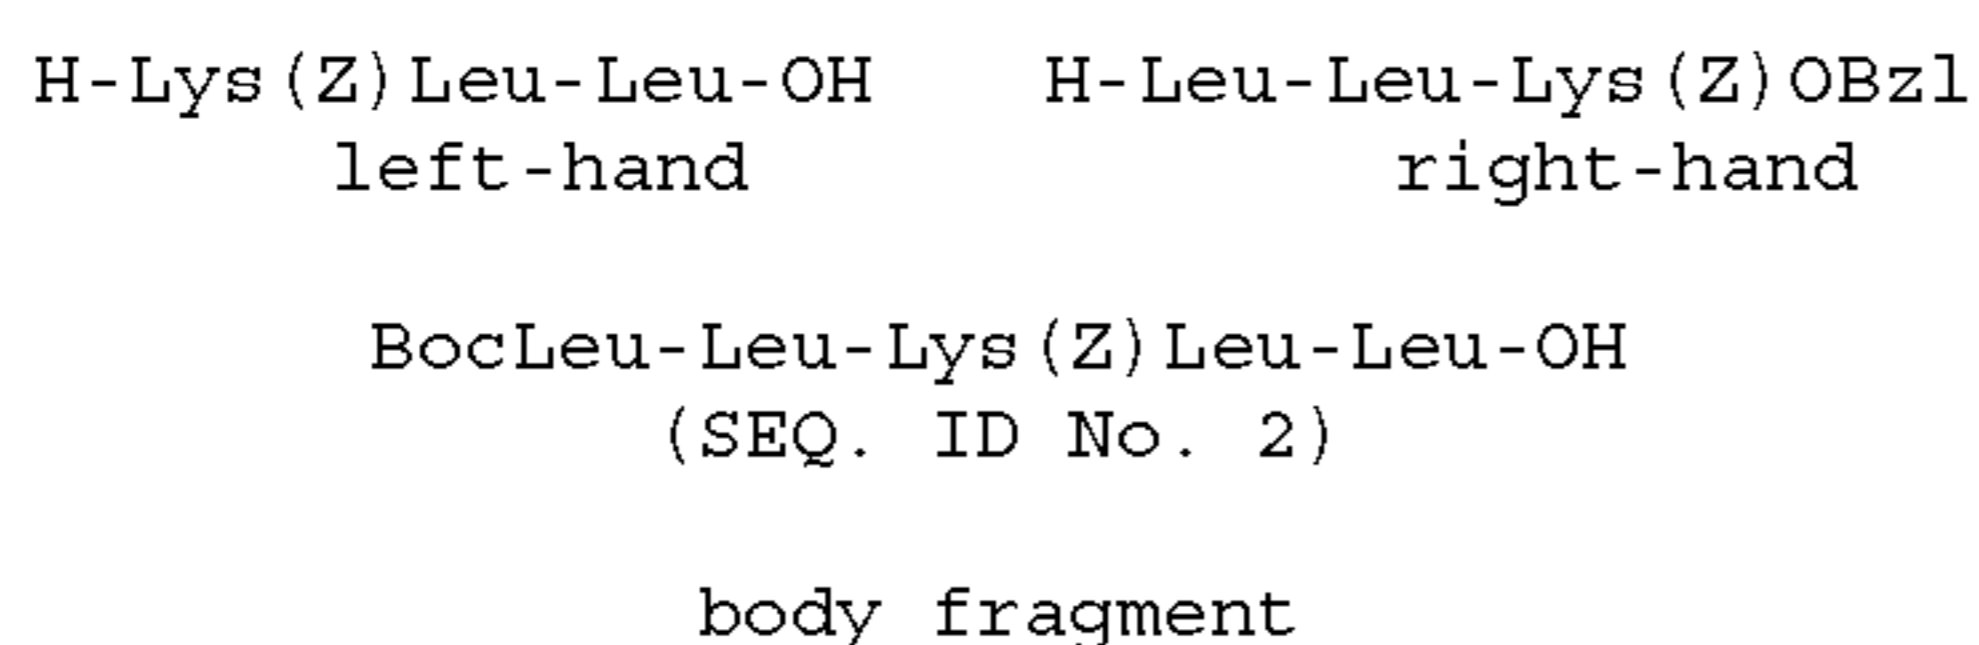 H-Lys(Z)Leu-Leu-OH H-Leu-Leu-Lys(Z)OBzl
left-hand right-hand
BocLeu-Leu-Lys(Z)Leu-Leu-OH
(SEQ. ID No. 2)
body fragment